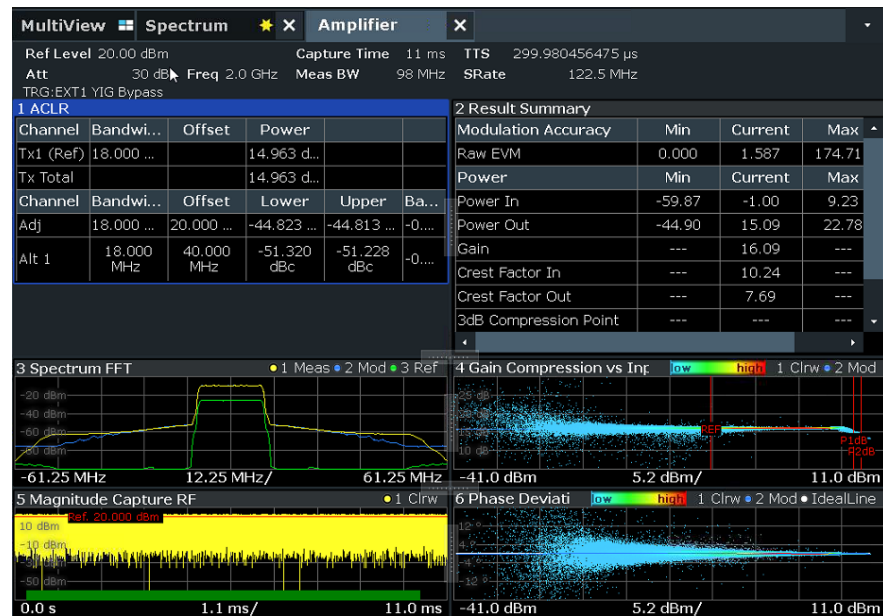 MultiView Spectrum Amplifier
Ref Level 20.00 dBm Capture Time 11 ms TTS 299.980456475 µs
Att 30 dB Freq 2.0 GHz Meas BW 98 MHz SRate 122.5 MHz
TRG:EXT1 YIG Bypass
1 ACLR
Channel Bandwi... Offset Power
Tx1 (Ref) 18.000 ... 14.963 d...
Tx Total 14.963 d...
Channel Bandwi... Offset Lower Upper Ba...
Adj 18.000 ... 20.000 ... -44.823 ... -44.813 ... -0....
Alt 1 18.000 MHz 40.000 MHz -51.320 dBc -51.228 dBc -0....
2 Result Summary
Modulation Accuracy Min Current Max
Raw EVM 0.000 1.587 174.71
Power Min Current Max
Power In -59.87 -1.00 9.23
Power Out -44.90 15.09 22.78
Gain --- 16.09 ---
Crest Factor In --- 10.24 ---
Crest Factor Out --- 7.69 ---
3dB Compression Point --- --- ---
3 Spectrum FFT 1 Meas 2 Mod 3 Ref
-20 dBm
-40 dBm
-60 dBm
-80 dBm
-61.25 MHz 12.25 MHz/ 61.25 MHz
4 Gain Compression vs Inp low high 1 Clrw 2 Mod
25 dB
REF
P1dB
P2dB
10 dB
-41.0 dBm 5.2 dBm/ 11.0 dBm
5 Magnitude Capture RF 1 Clrw
Ref. 20.000 dBm
10 dBm
-10 dBm
-50 dBm
0.0 s 1.1 ms/ 11.0 ms
6 Phase Deviati low high 1 Clrw 2 Mod IdealLine
12 °
4 °
-12 °
-41.0 dBm 5.2 dBm/ 11.0 dBm